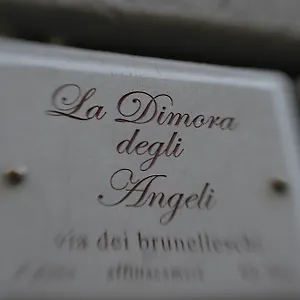 La Dimora
degli
Angeli
via dei brunelleschi